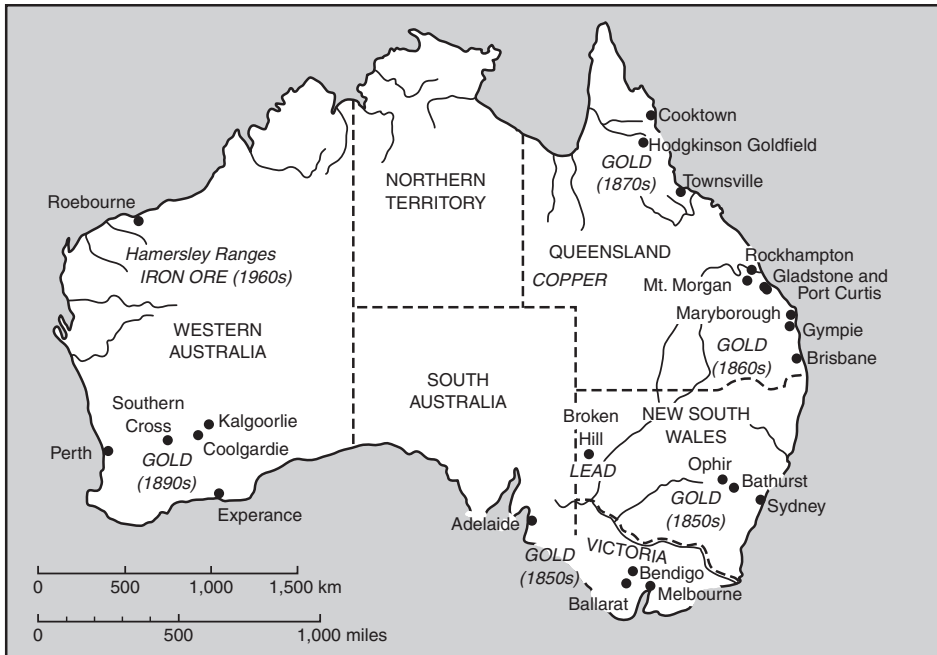 Cooktown
Hodgkinson Goldfield
GOLD
(1870s)
Townsville
NORTHERN
TERRITORY
Roebourne
Hamersley Ranges
IRON ORE (1960s)
QUEENSLAND
COPPER
Rockhampton
Mt. Morgan
Gladstone and
Port Curtis
Maryborough
Gympie
GOLD
(1860s)
Brisbane
WESTERN
AUSTRALIA
SOUTH
AUSTRALIA
Southern
Cross
Kalgoorlie
Coolgardie
Perth
GOLD
(1890s)
Experance
Broken
Hill
LEAD
NEW SOUTH
WALES
Ophir
Bathurst
GOLD
(1850s)
Sydney
Adelaide
GOLD
(1850s)
VICTORIA
Bendigo
Ballarat
Melbourne
0 500 1,000 1,500 km
0 500 1,000 miles